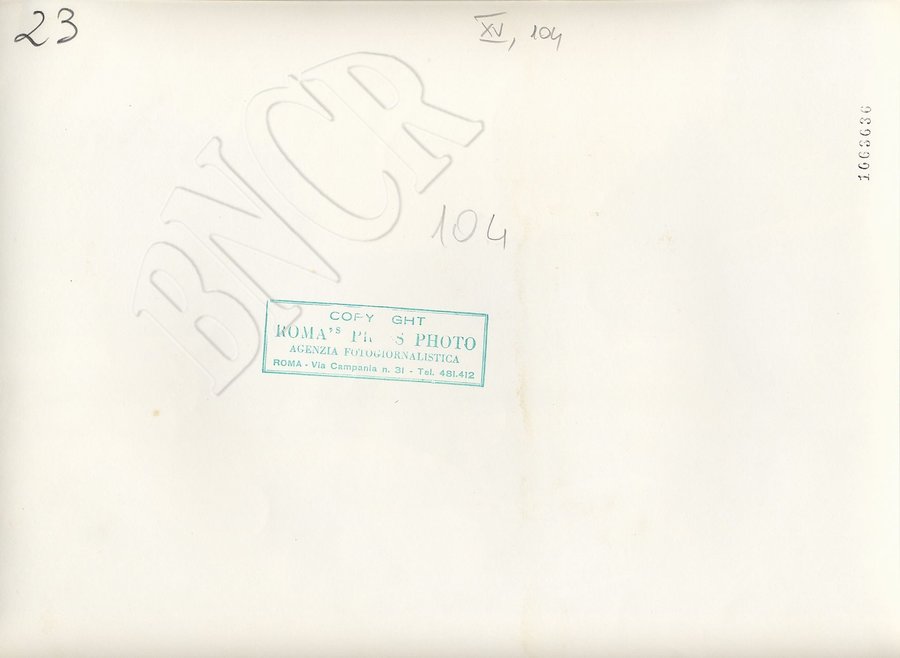 23
XV, 104
1663636
BNCR
104
COPY GHT
ROMA'S PR S PHOTO
AGENZIA FOTOGIORNALISTICA
ROMA - Via Campania n. 31 - Tel. 481.412